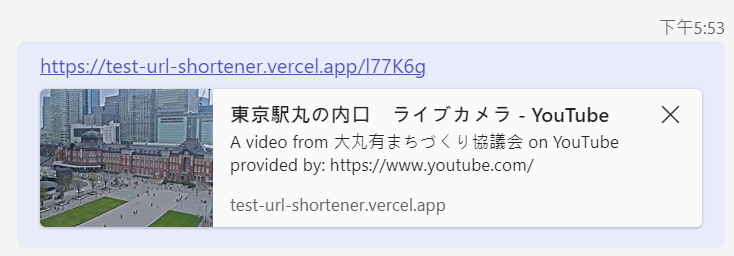 下午5:53
https://test-url-shortener.vercel.app/l77K6g
東京駅丸の内口　ライブカメラ - YouTube
A video from 大丸有まちづくり協議会 on YouTube
provided by: https://www.youtube.com/
test-url-shortener.vercel.app